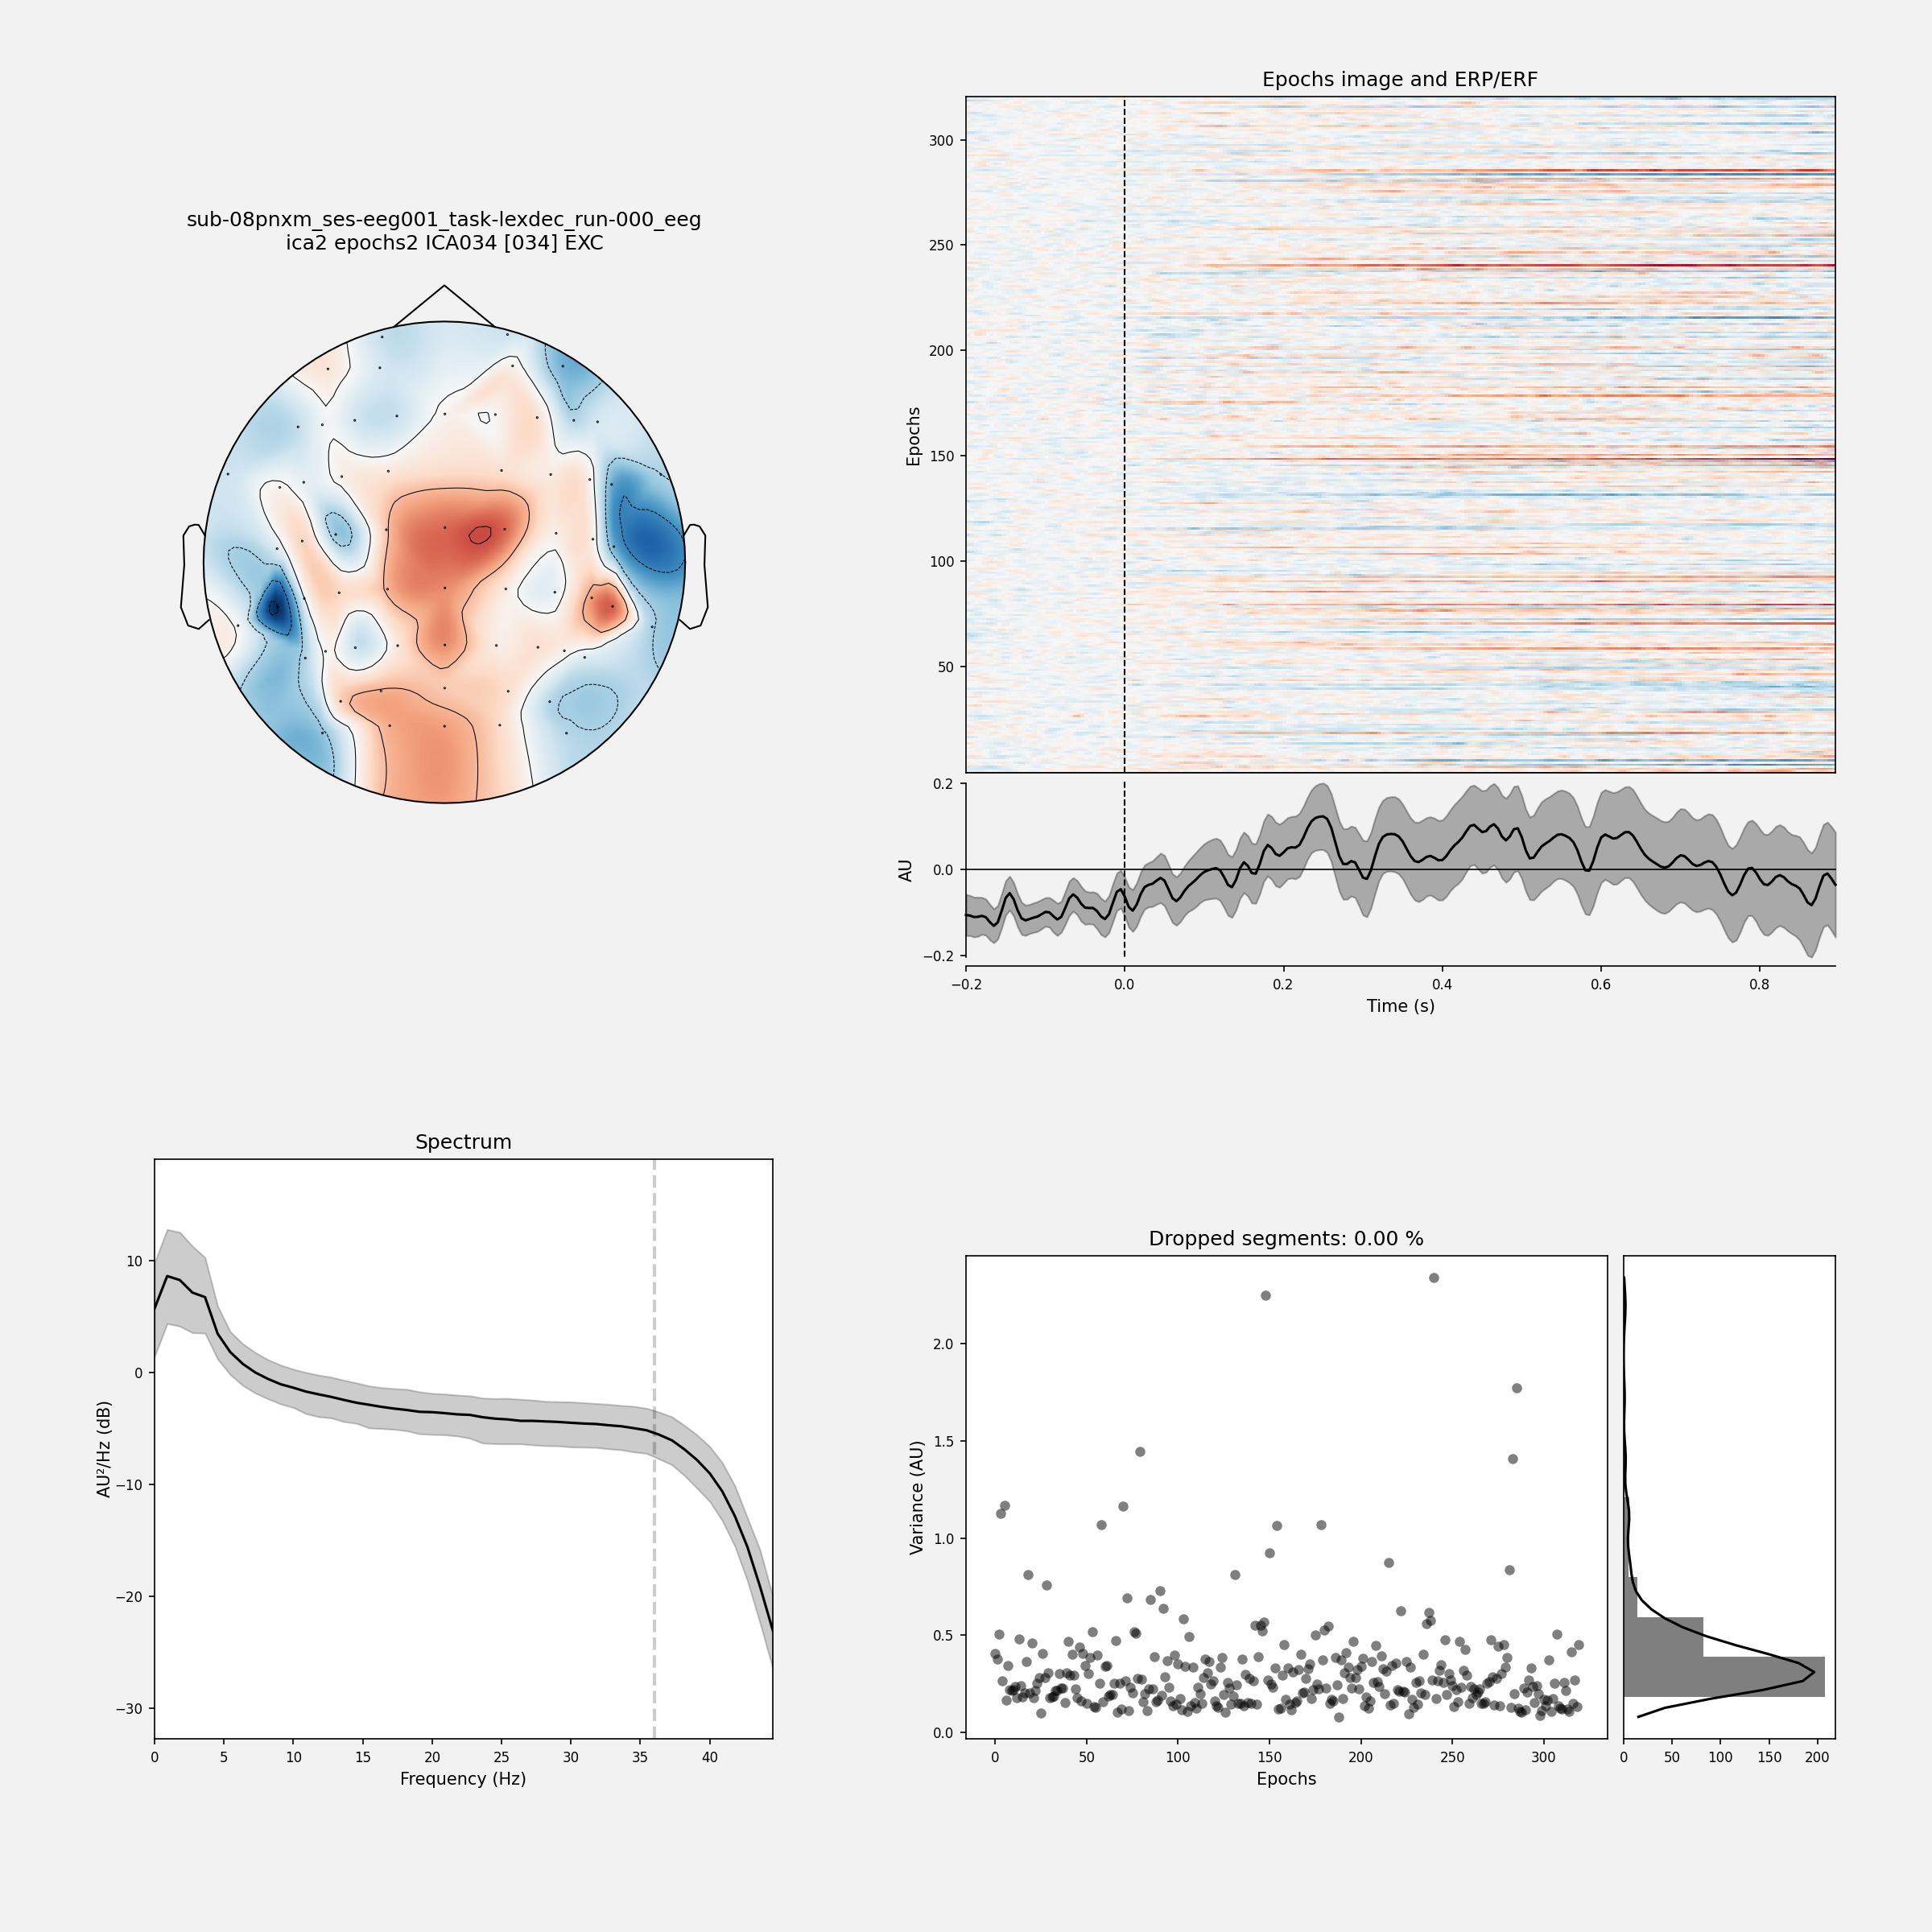 sub-08pnxm_ses-eeg001_task-lexdec_run-000_eeg
ica2 epochs2 ICA034 [034] EXC
Epochs image and ERP/ERF
Epochs
300
250
200
150
100
50
AU
0.2
0.0
−0.2
−0.2 0.0 0.2 0.4 0.6 0.8
Time (s)
Spectrum
AU²/Hz (dB)
10
0
−10
−20
−30
0 5 10 15 20 25 30 35 40
Frequency (Hz)
Dropped segments: 0.00 %
Variance (AU)
2.0
1.5
1.0
0.5
0.0
0 50 100 150 200 250 300
Epochs
0 50 100 150 200